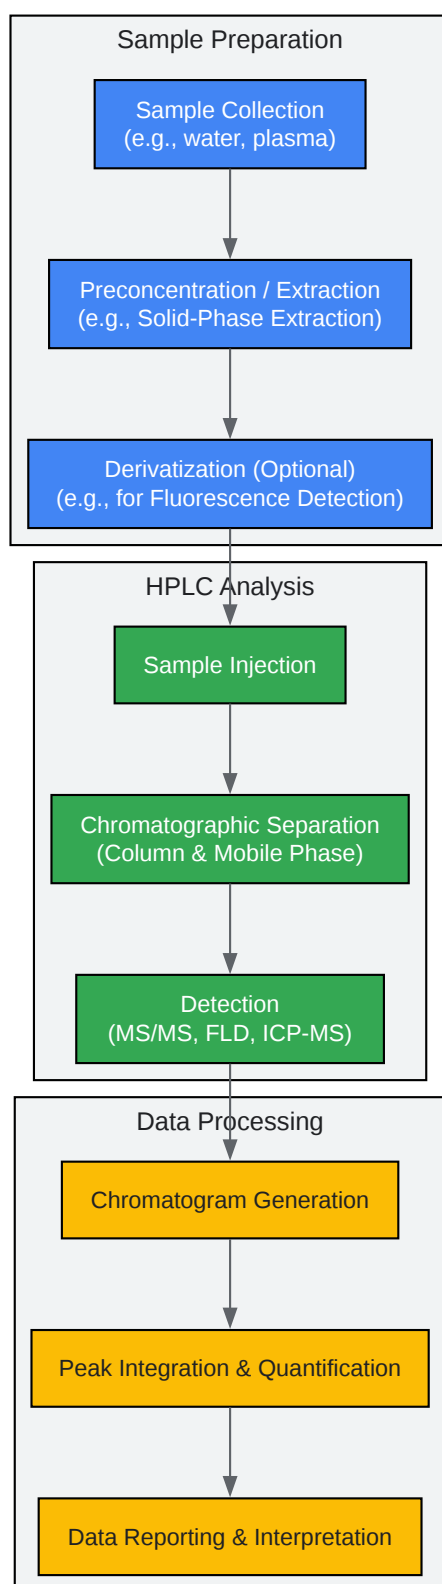 Sample Preparation
Sample Collection
(e.g., water, plasma)
Preconcentration / Extraction
(e.g., Solid-Phase Extraction)
Derivatization (Optional)
(e.g., for Fluorescence Detection)
HPLC Analysis
Sample Injection
Chromatographic Separation
(Column & Mobile Phase)
Detection
(MS/MS, FLD, ICP-MS)
Data Processing
Chromatogram Generation
Peak Integration & Quantification
Data Reporting & Interpretation